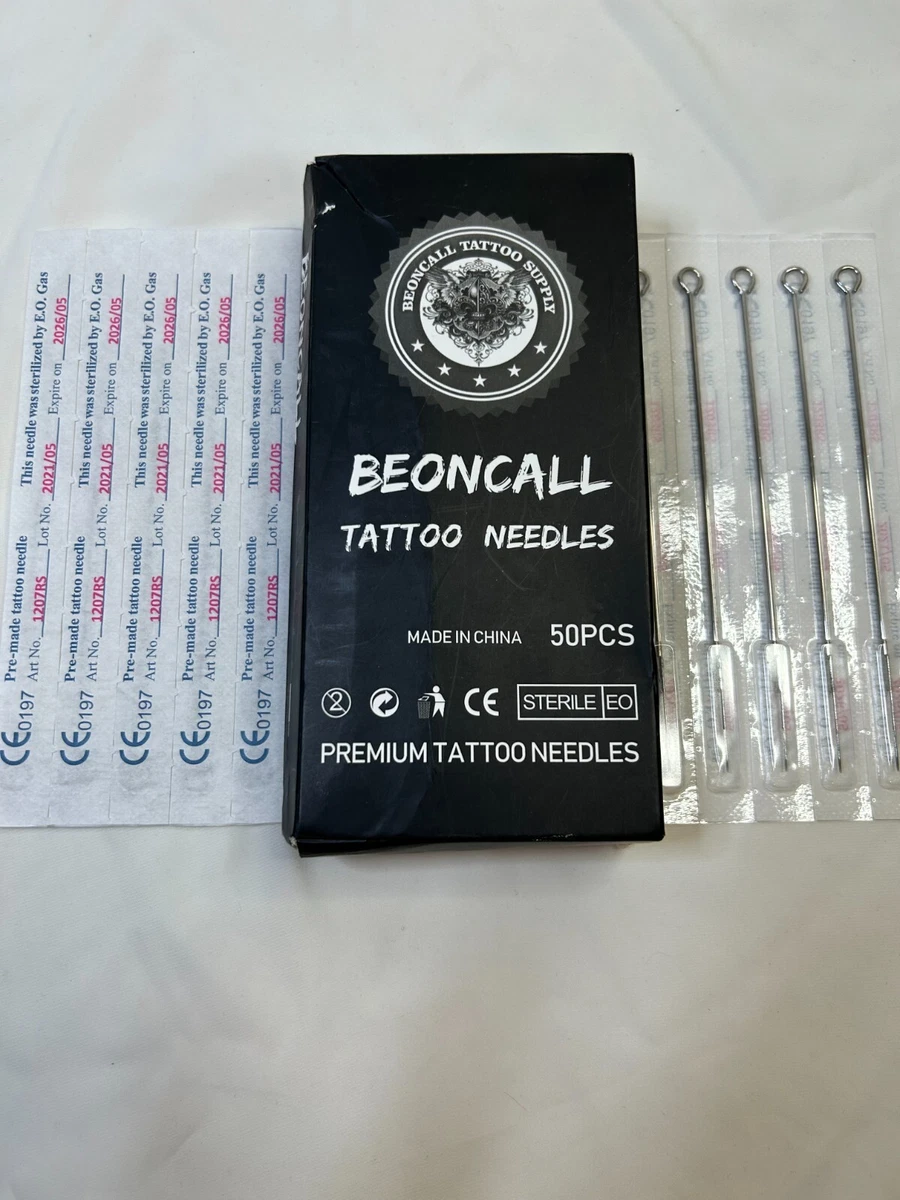 This needle was sterilized by E.O. Gas
Pre-made tattoo needle
Art No. 1207RS Lot No. 2021/05 Expire on 2026/05
CE0197
This needle was sterilized by E.O. Gas
Pre-made tattoo needle
Art No. 1207RS Lot No. 2021/05 Expire on 2026/05
CE0197
This needle was sterilized by E.O. Gas
Pre-made tattoo needle
Art No. 1207RS Lot No. 2021/05 Expire on 2026/05
CE0197
This needle was sterilized by E.O. Gas
Pre-made tattoo needle
Art No. 1207RS Lot No. 2021/05 Expire on 2026/05
CE0197
This needle was sterilized by E.O. Gas
Pre-made tattoo needle
Art No. 1207RS Lot No. 2021/05 Expire on 2026/05
CE0197
BEONCALL TATTOO SUPPLY
BEONCALL
TATTOO NEEDLES
MADE IN CHINA 50PCS
2 CE STERILE EO
PREMIUM TATTOO NEEDLES